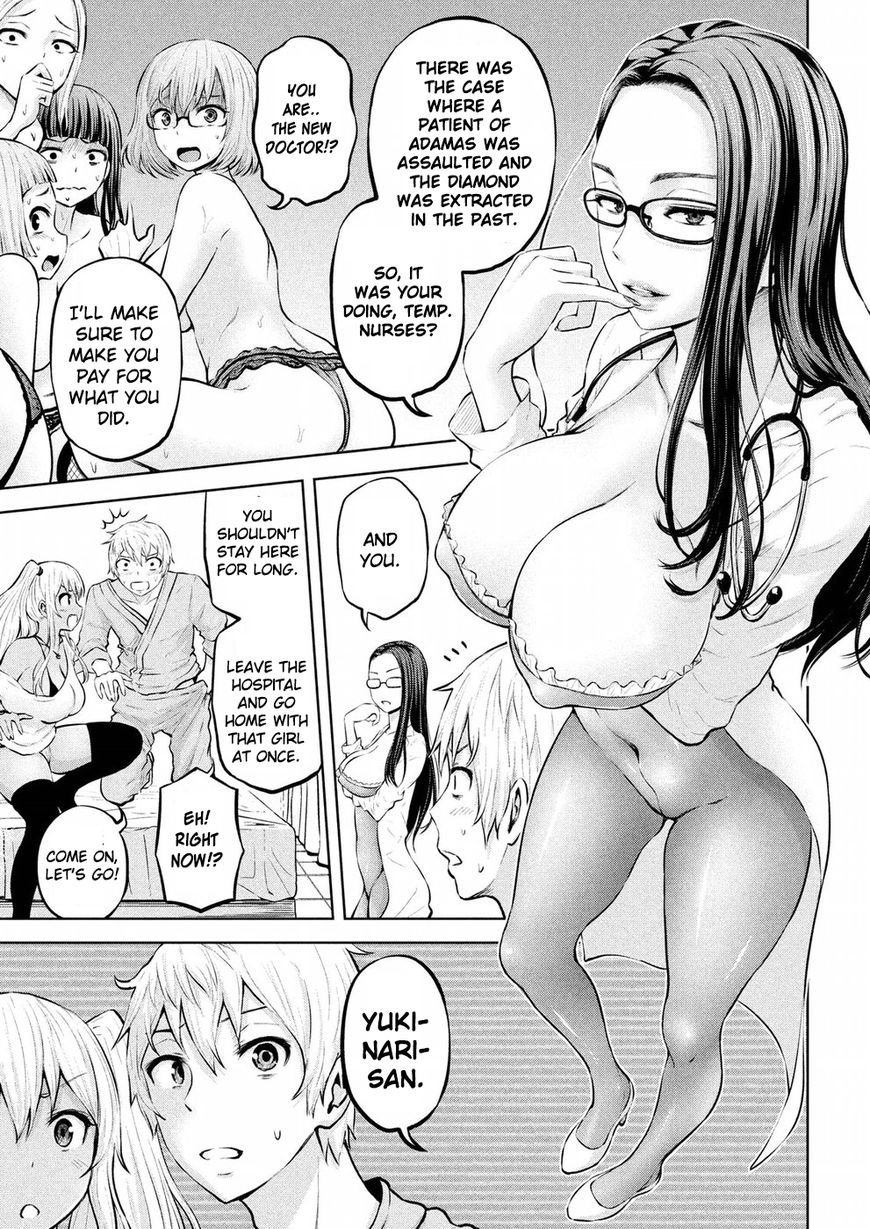 THERE WAS
THE CASE
WHERE A
PATIENT OF
ADAMAS WAS
ASSAULTED AND
THE DIAMOND
WAS EXTRACTED
IN THE PAST.
SO, IT
WAS YOUR
DOING, TEMP.
NURSES?
YOU
ARE..
THE NEW
DOCTOR!?
I'LL MAKE
SURE TO
MAKE YOU
PAY FOR
WHAT YOU
DID.
AND
YOU.
YOU
SHOULDN'T
STAY HERE
FOR LONG.
LEAVE THE
HOSPITAL
AND GO
HOME WITH
THAT GIRL
AT ONCE.
EH!
RIGHT
NOW!?
COME ON,
LET'S GO!
YUKI-
NARI-
SAN.